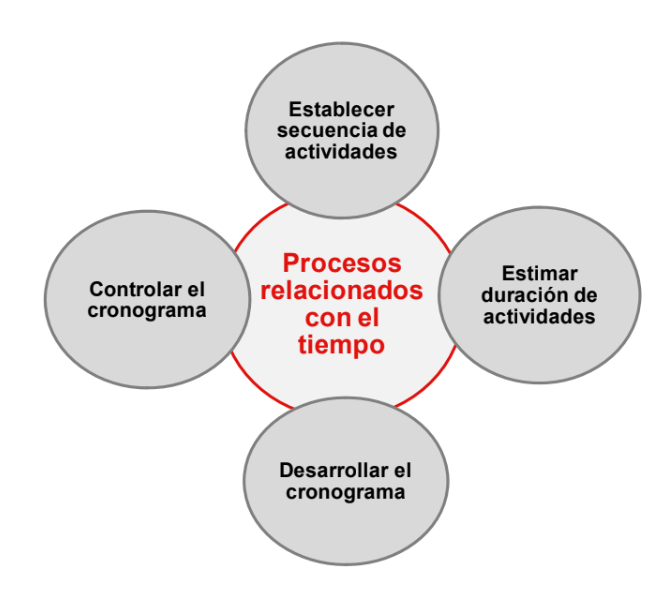 Establecer
secuencia de
actividades
Procesos
relacionados
con el
tiempo
Estimar
duración de
actividades
Controlar el
cronograma
Desarrollar el
cronograma